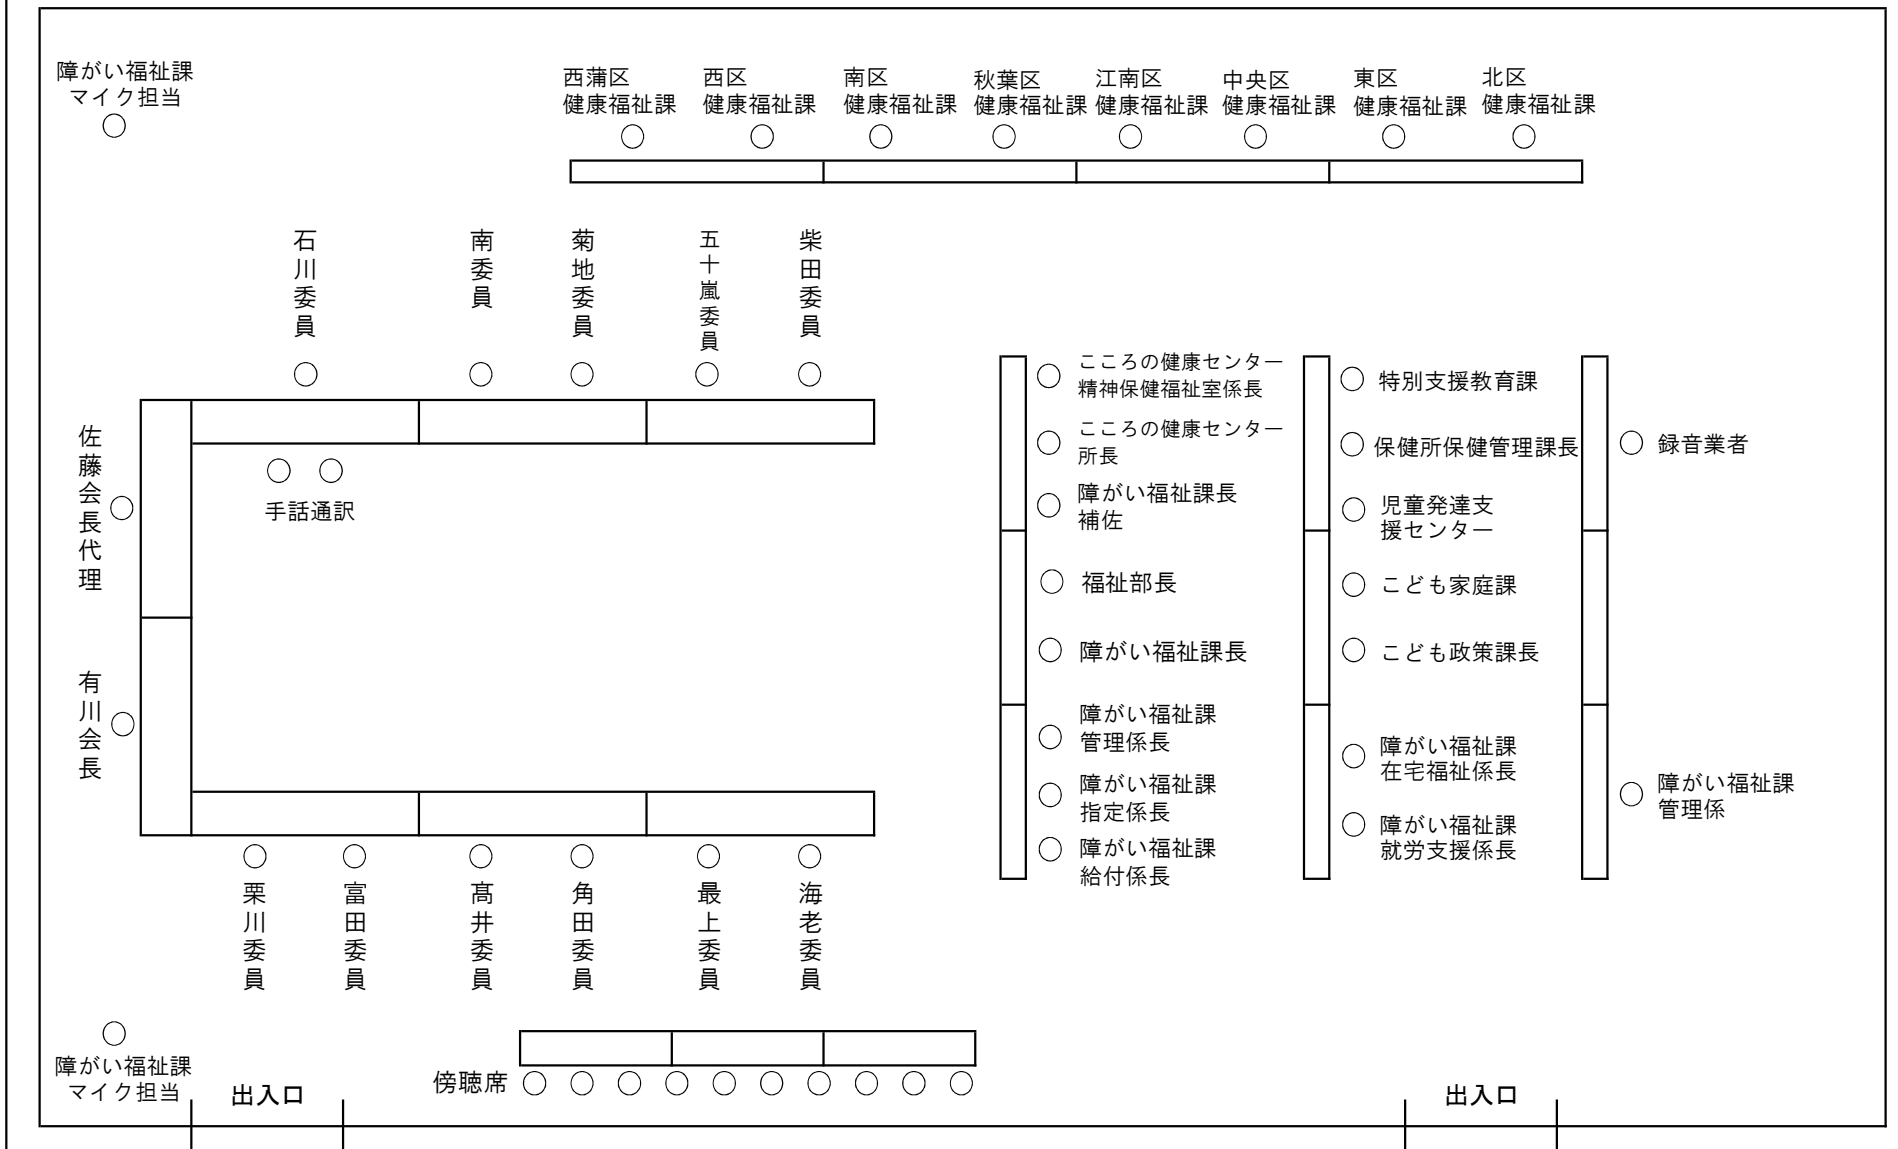 障がい福祉課
マイク担当
西蒲区
健康福祉課
西区
健康福祉課
南区
健康福祉課
秋葉区
健康福祉課
江南区
健康福祉課
中央区
健康福祉課
東区
健康福祉課
北区
健康福祉課
石川委員
南委員
菊地委員
五十嵐委員
柴田委員
佐藤会長代理
有川会長
手話通訳
栗川委員
富田委員
髙井委員
角田委員
最上委員
海老委員
こころの健康センター
精神保健福祉室係長
こころの健康センター
所長
障がい福祉課長
補佐
福祉部長
障がい福祉課長
障がい福祉課
管理係長
障がい福祉課
指定係長
障がい福祉課
給付係長
特別支援教育課
保健所保健管理課長
児童発達支
援センター
こども家庭課
こども政策課長
障がい福祉課
在宅福祉係長
障がい福祉課
就労支援係長
録音業者
障がい福祉課
管理係
障がい福祉課
マイク担当
出入口
傍聴席
出入口